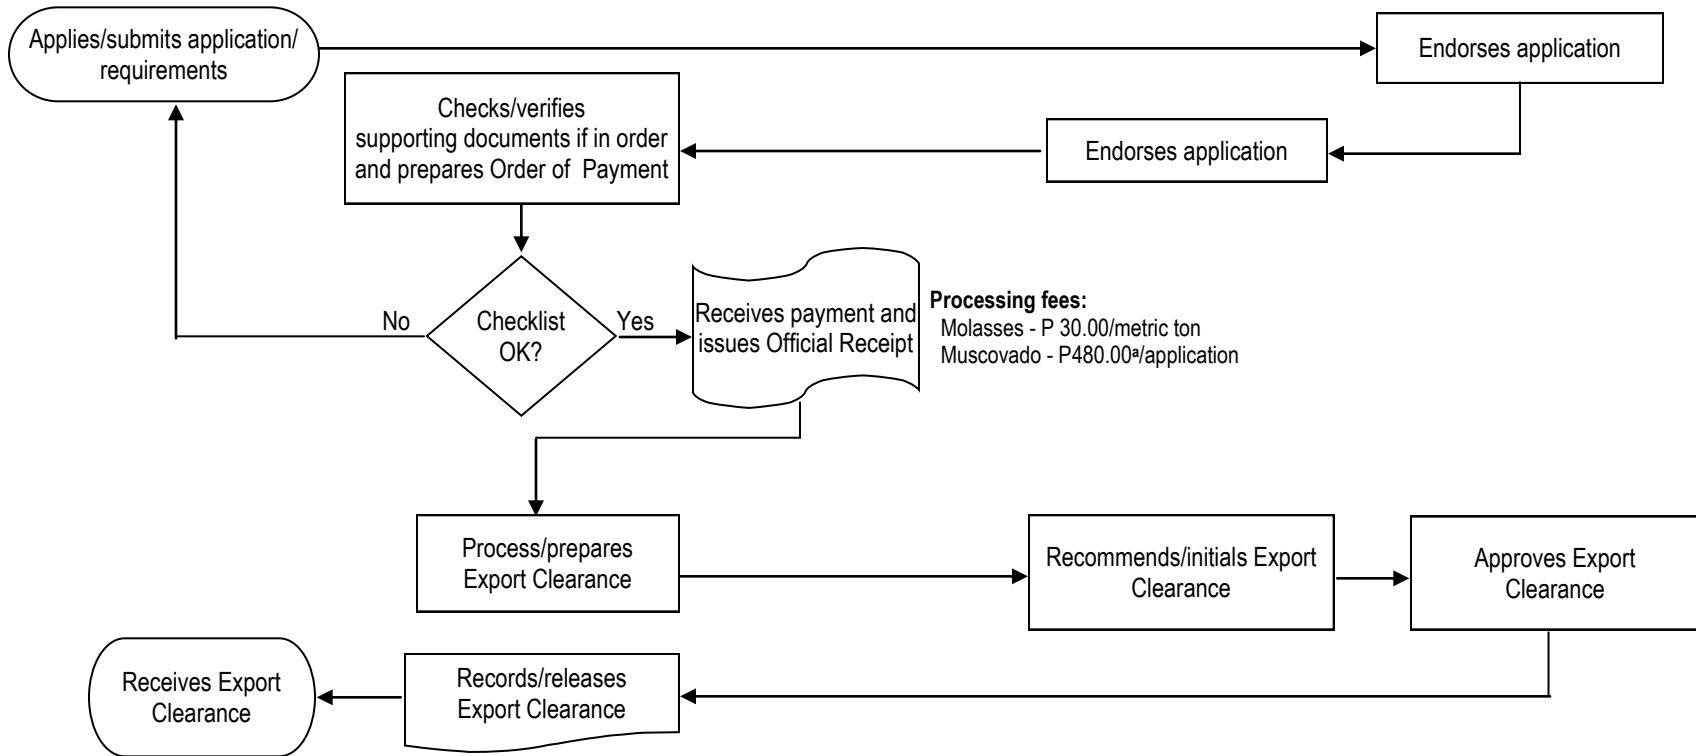 Applies/submits application/
requirements
Endorses application
Checks/verifies
supporting documents if in order
and prepares Order of Payment
Endorses application
No
Checklist
OK?
Yes
Receives payment and
issues Official Receipt
Processing fees:
Molasses - P 30.00/metric ton
Muscovado - P480.00ª/application
Process/prepares
Export Clearance
Recommends/initials Export
Clearance
Approves Export
Clearance
Receives Export
Clearance
Records/releases
Export Clearance